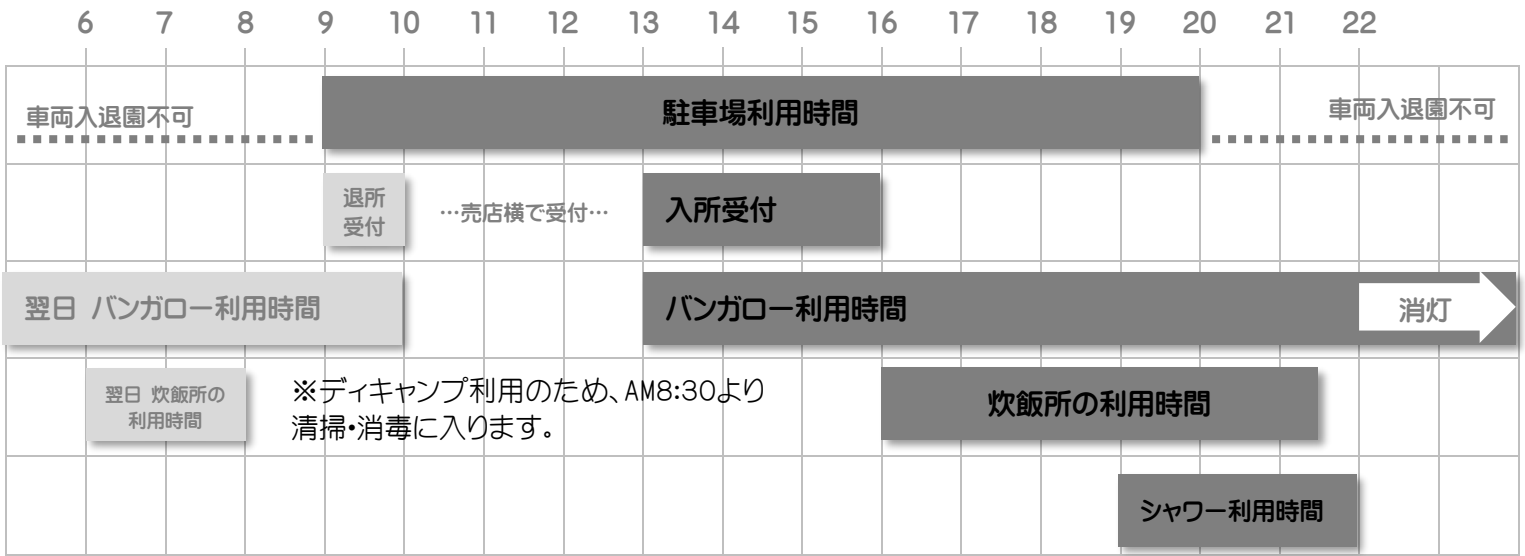 6 7 8 9 10 11 12 13 14 15 16 17 18 19 20 21 22
車両入退園不可
駐車場利用時間
車両入退園不可
退所
受付
…売店横で受付…
入所受付
翌日 バンガロー利用時間
バンガロー利用時間
消灯
翌日 炊飯所の
利用時間
※ディキャンプ利用のため、AM8:30より
清掃・消毒に入ります。
炊飯所の利用時間
シャワー利用時間